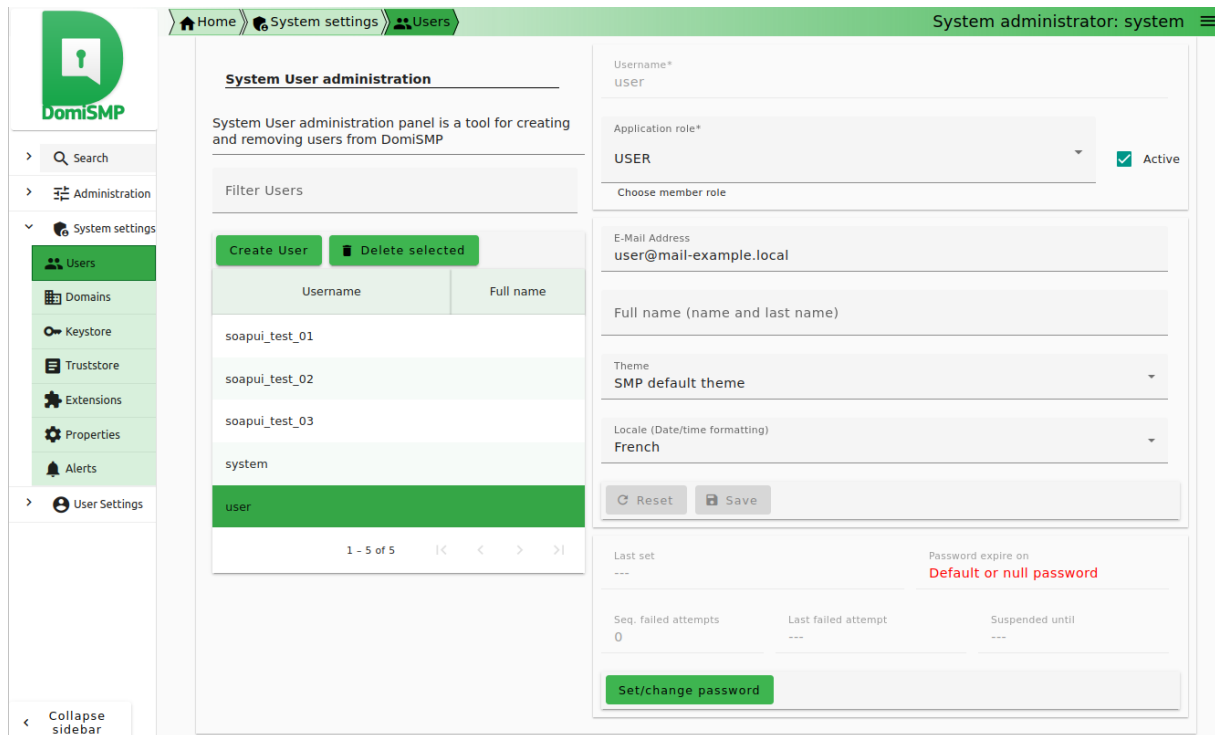 Home
System settings
Users
System administrator: system
DomiSMP
Search
Administration
System settings
Users
Domains
Keystore
Truststore
Extensions
Properties
Alerts
User Settings
Collapse
sidebar
System User administration
System User administration panel is a tool for creating
and removing users from DomiSMP
Filter Users
Create User
Delete selected
Username Full name
soapui_test_01
soapui_test_02
soapui_test_03
system
user
1 – 5 of 5
Username*
user
Application role*
USER
Active
Choose member role
E-Mail Address
user@mail-example.local
Full name (name and last name)
Theme
SMP default theme
Locale (Date/time formatting)
French
Reset Save
Last set Password expire on
--- Default or null password
Seq. failed attempts Last failed attempt Suspended until
0 --- ---
Set/change password